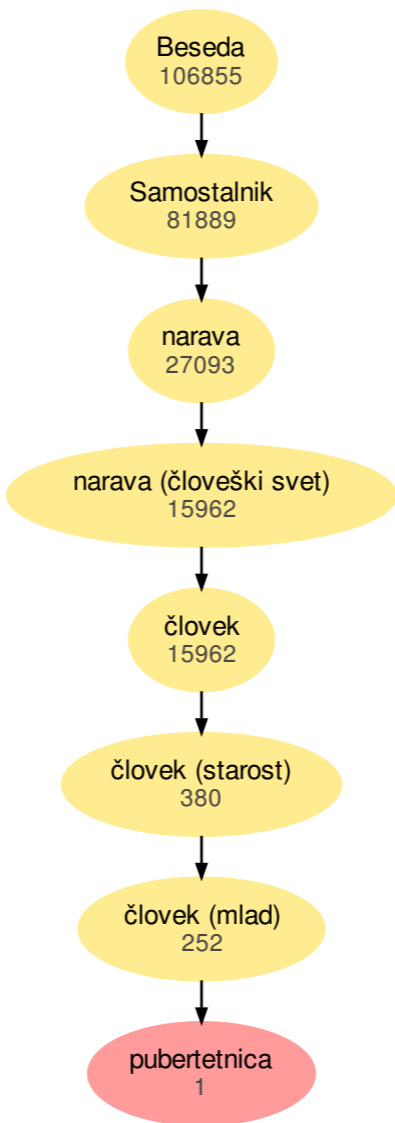 Beseda
106855
Samostalnik
81889
narava
27093
narava (človeški svet)
15962
človek
15962
človek (starost)
380
človek (mlad)
252
pubertetnica
1